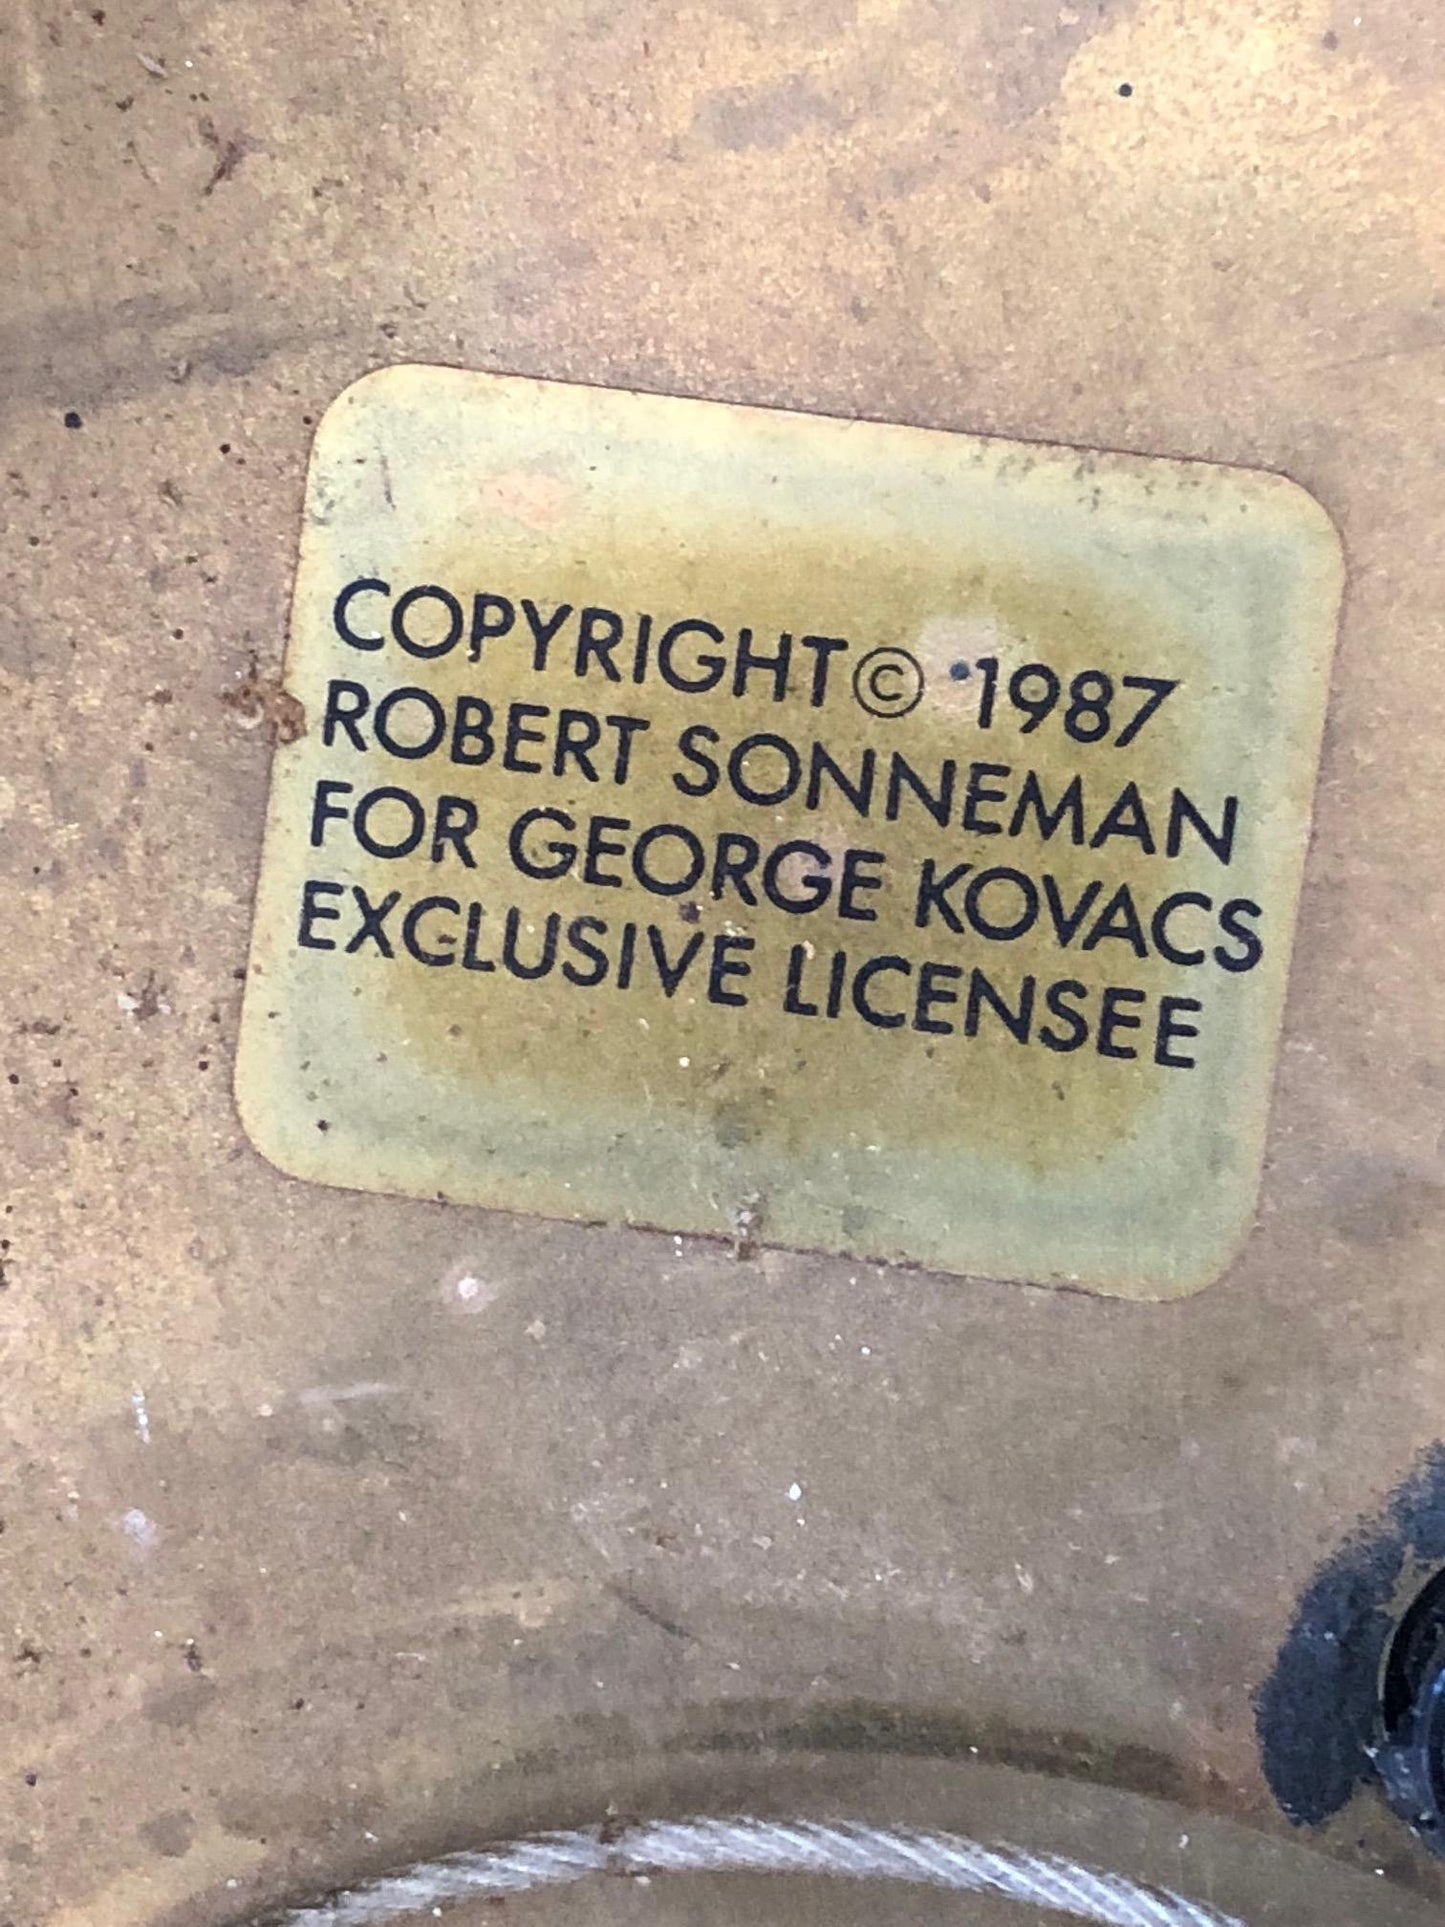 COPYRIGHT © 1987
ROBERT SONNEMAN
FOR GEORGE KOVACS
EXCLUSIVE LICENSEE